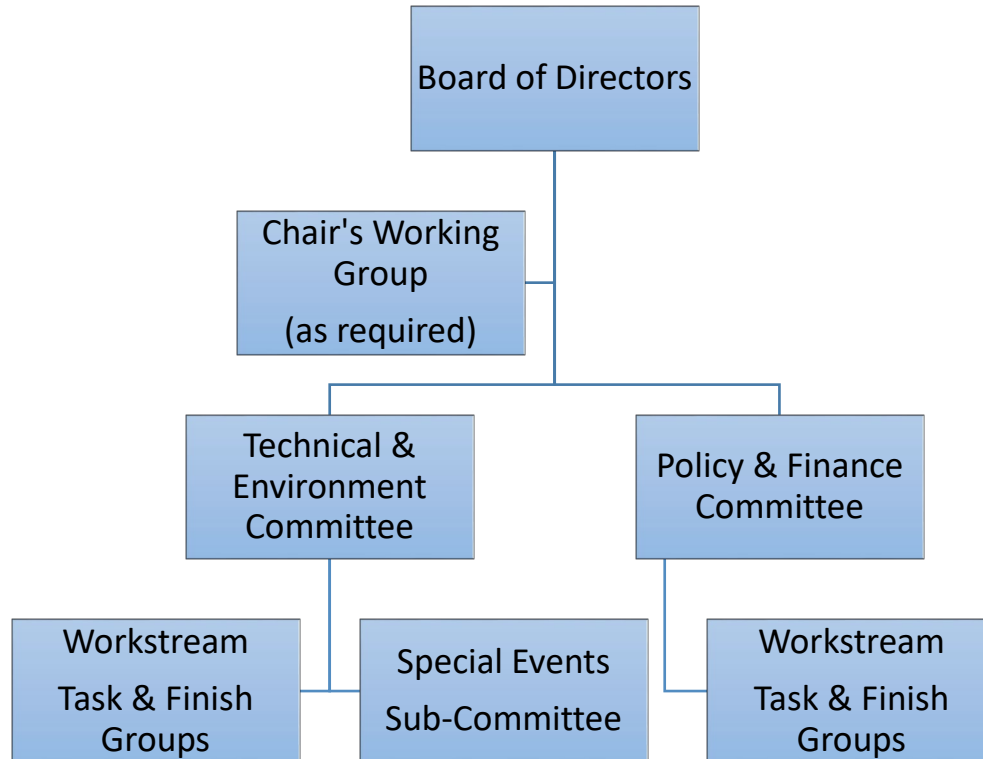 Board of Directors
Chair's Working
Group
(as required)
Technical &
Environment
Committee
Policy & Finance
Committee
Workstream
Task & Finish
Groups
Special Events
Sub-Committee
Workstream
Task & Finish
Groups